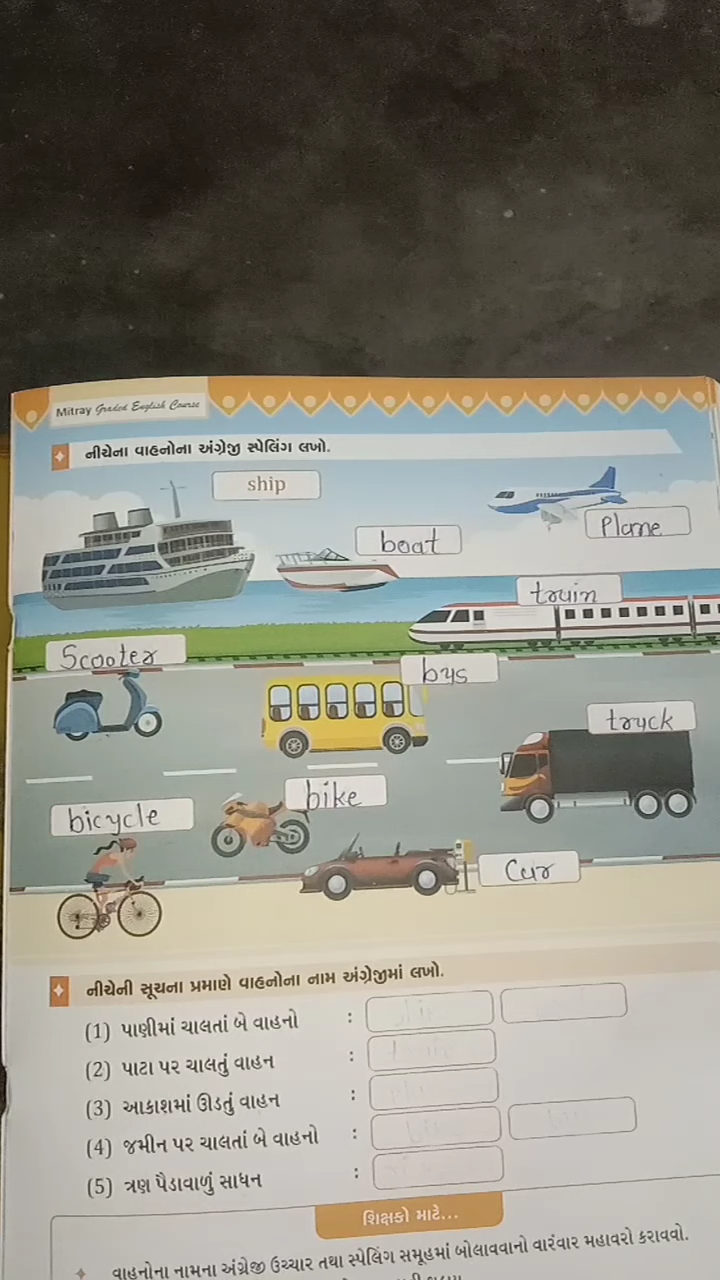 Mitray Graded English Course
નીચેના વાહનોના અંગ્રેજી સ્પેલિંગ લખો.
ship
boat
Plane
train
Scooter
bus
truck
bike
bicycle
Car
નીચેની સૂચના પ્રમાણે વાહનોના નામ અંગ્રેજીમાં લખો.
(1) પાણીમાં ચાલતાં બે વાહનો :
(2) પાટા પર ચાલતું વાહન :
(3) આકાશમાં ઊડતું વાહન :
(4) જમીન પર ચાલતાં બે વાહનો :
(5) ત્રણ પૈડાવાળું સાધન :
શિક્ષકો માટે...
વાહનોના નામના અંગ્રેજી ઉચ્ચાર તથા સ્પેલિંગ સમૂહમાં બોલાવવાનો વારંવાર મહાવરો કરાવવો.